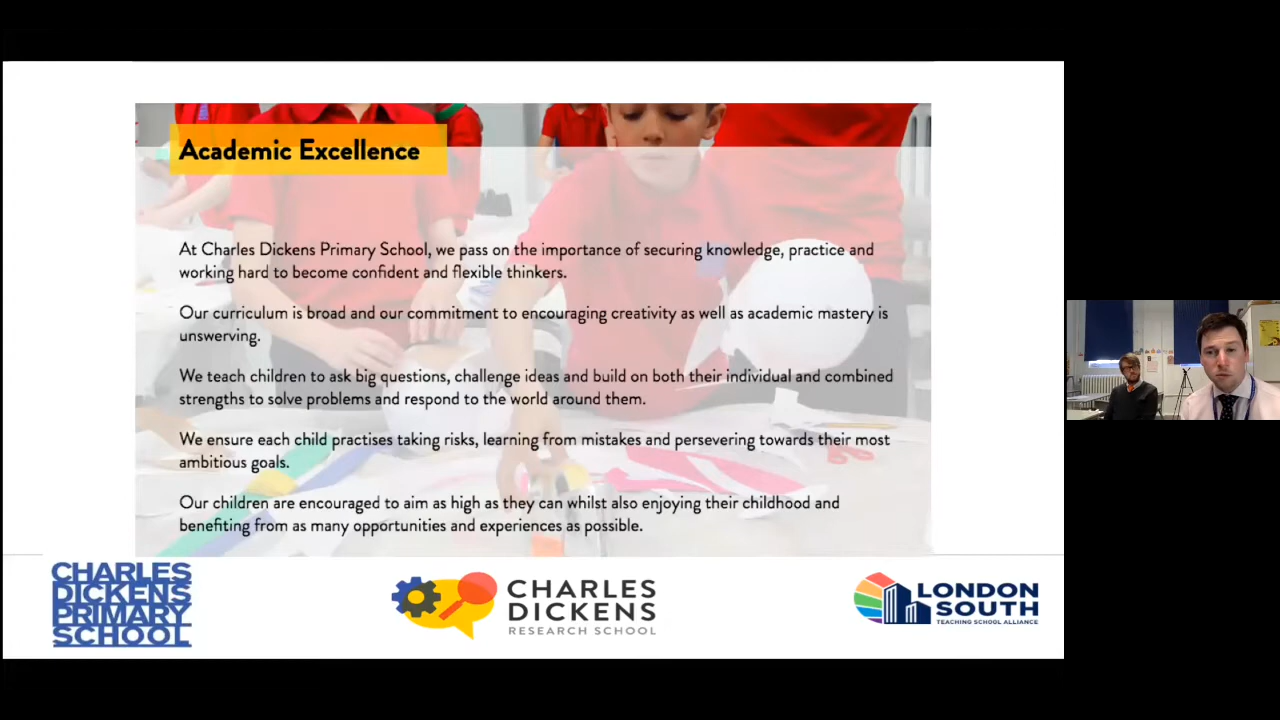 Academic Excellence
At Charles Dickens Primary School, we pass on the importance of securing knowledge, practice and
working hard to become confident and flexible thinkers.
Our curriculum is broad and our commitment to encouraging creativity as well as academic mastery is
unswerving.
We teach children to ask big questions, challenge ideas and build on both their individual and combined
strengths to solve problems and respond to the world around them.
We ensure each child practises taking risks, learning from mistakes and persevering towards their most
ambitious goals.
Our children are encouraged to aim as high as they can whilst also enjoying their childhood and
benefiting from as many opportunities and experiences as possible.
CHARLES
DICKENS
PRIMARY
SCHOOL
CHARLES
DICKENS
RESEARCH SCHOOL
LONDON
SOUTH
TEACHING SCHOOL ALLIANCE